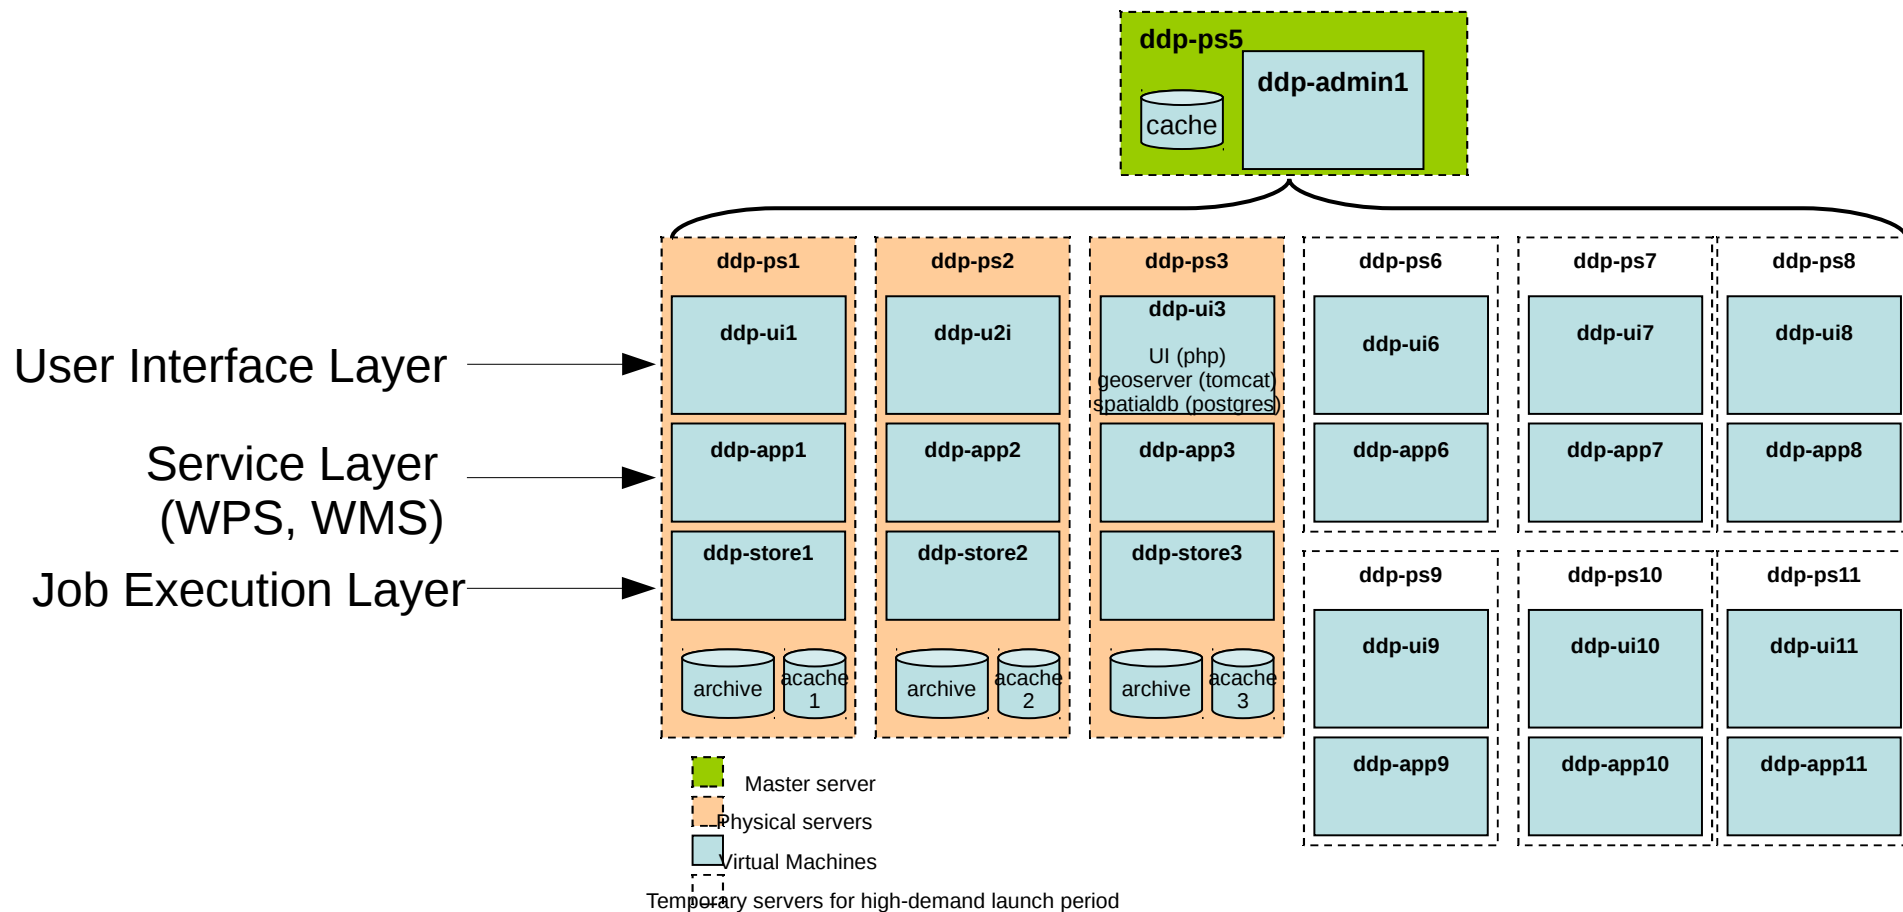 ddp-ps5
ddp-admin1
cache
ddp-ps1
ddp-ps2
ddp-ps3
ddp-ps6
ddp-ps7
ddp-ps8
User Interface Layer
ddp-ui1
ddp-u2i
ddp-ui3
UI (php)
geoserver (tomcat)
spatialdb (postgres)
ddp-ui6
ddp-ui7
ddp-ui8
Service Layer
(WPS, WMS)
ddp-app1
ddp-app2
ddp-app3
ddp-app6
ddp-app7
ddp-app8
Job Execution Layer
ddp-store1
ddp-store2
ddp-store3
ddp-ps9
ddp-ps10
ddp-ps11
ddp-ui9
ddp-ui10
ddp-ui11
archive
acache
1
archive
acache
2
archive
acache
3
ddp-app9
ddp-app10
ddp-app11
Master server
Physical servers
Virtual Machines
Temporary servers for high-demand launch period